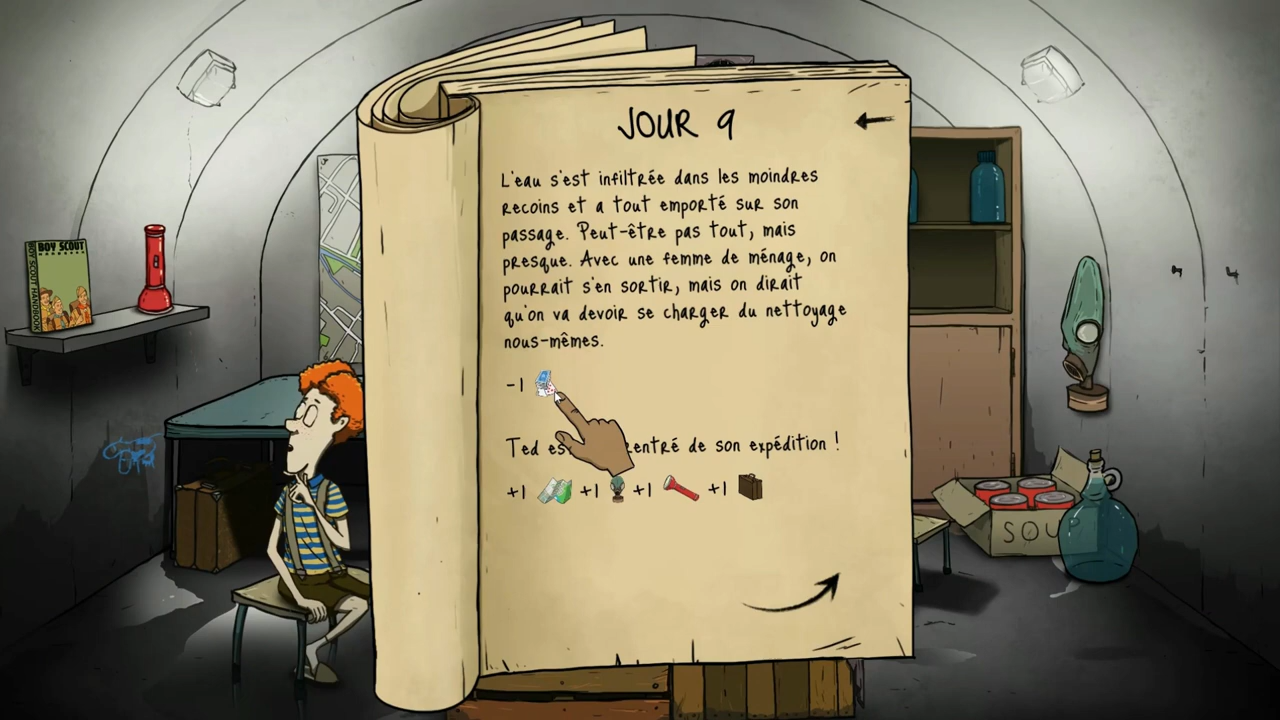 JOUR 9
L'eau s'est infiltrée dans les moindres
recoins et a tout emporté sur son
passage. Peut-être pas tout, mais
presque. Avec une femme de ménage, on
pourrait s'en sortir, mais on dirait
qu'on va devoir se charger du nettoyage
nous-mêmes.
-1
Ted es rentré de son expédition !
+1 +1 +1 +1
BOY SCOUT
BOY SCOUT HANDBOOK
SOUP